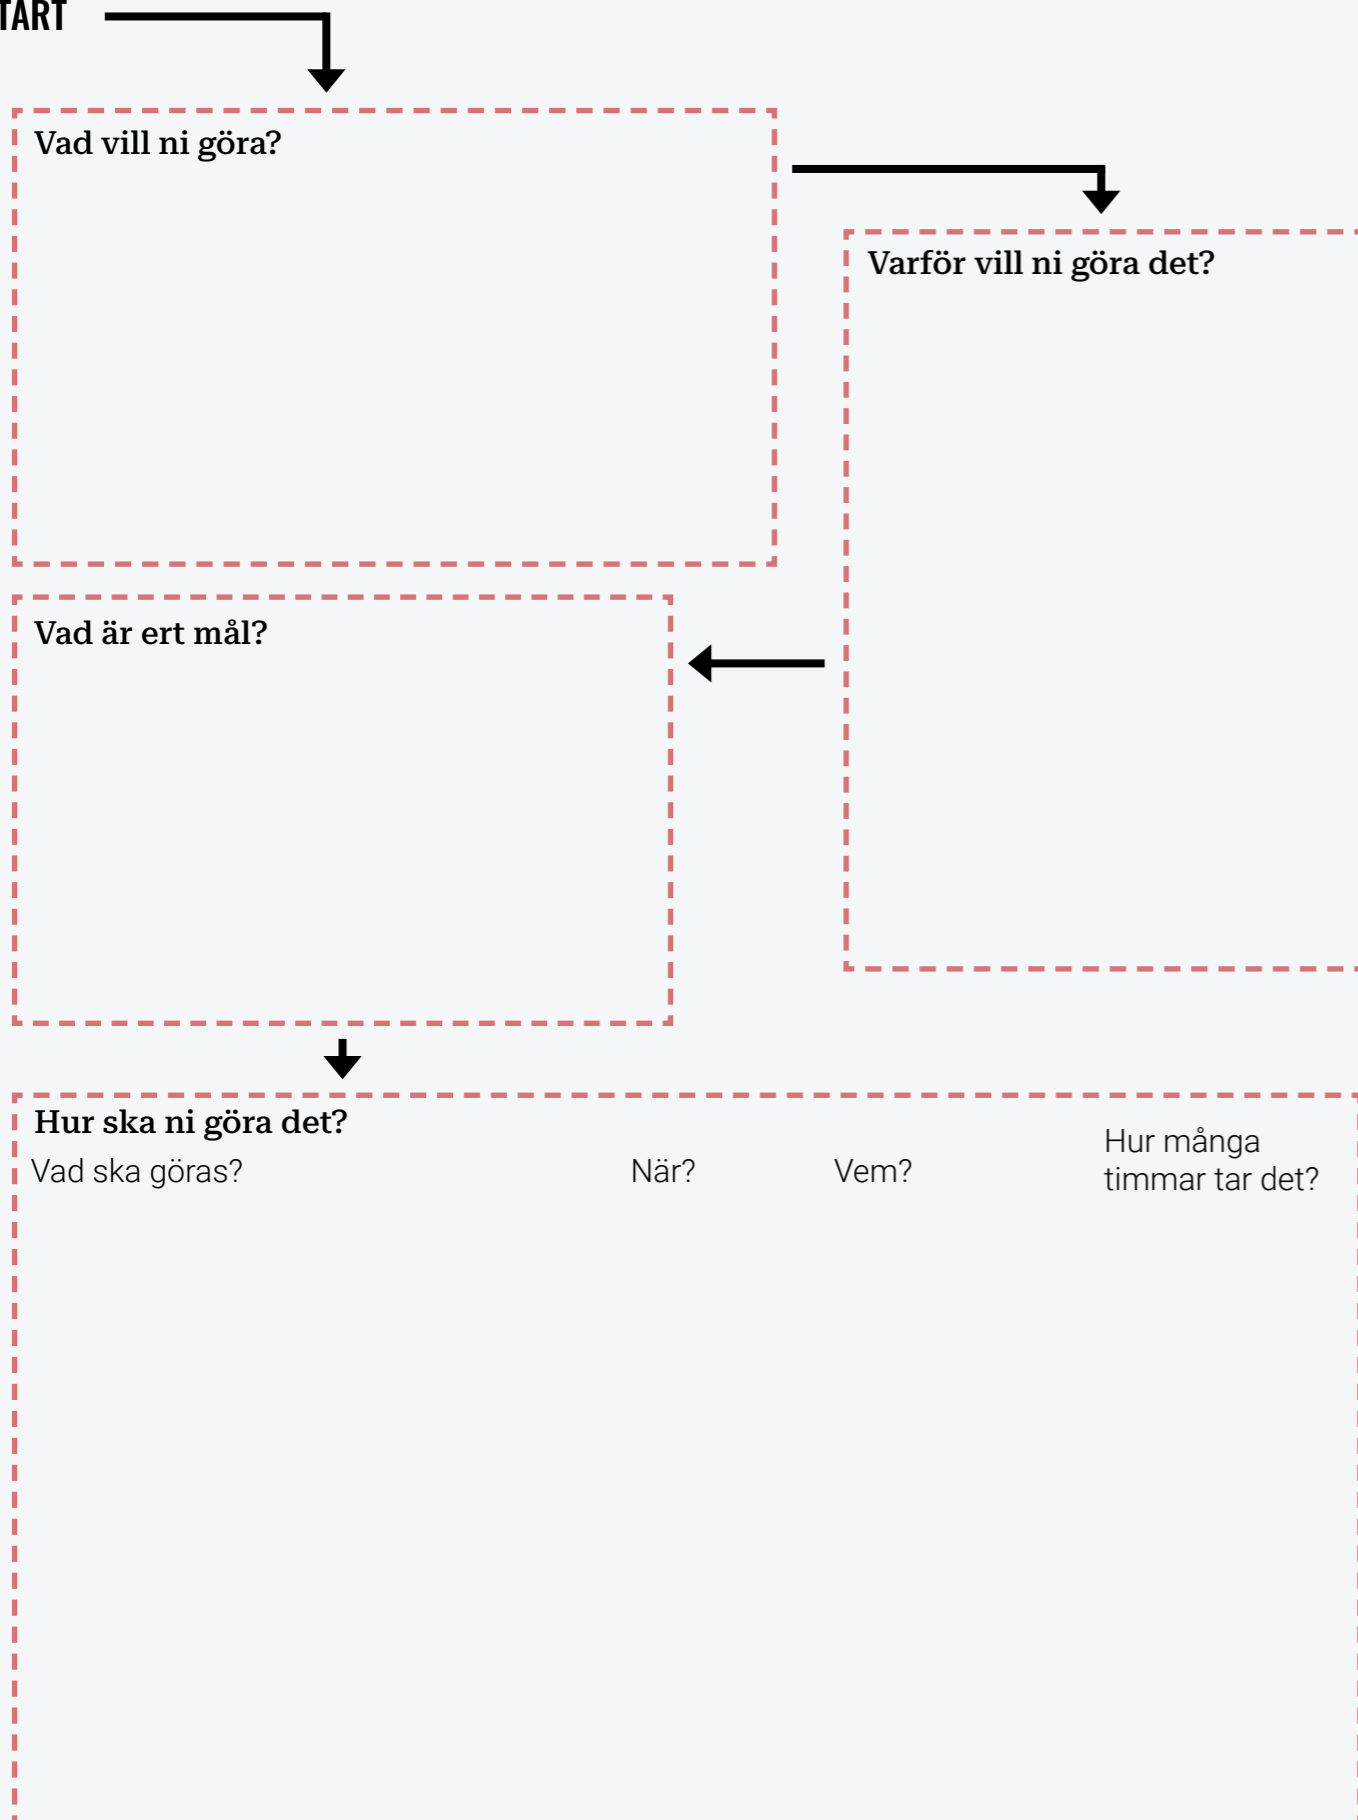 TART
Vad vill ni göra?
Varför vill ni göra det?
Vad är ert mål?
Hur ska ni göra det?
Vad ska göras?
När?
Vem?
Hur många
timmar tar det?